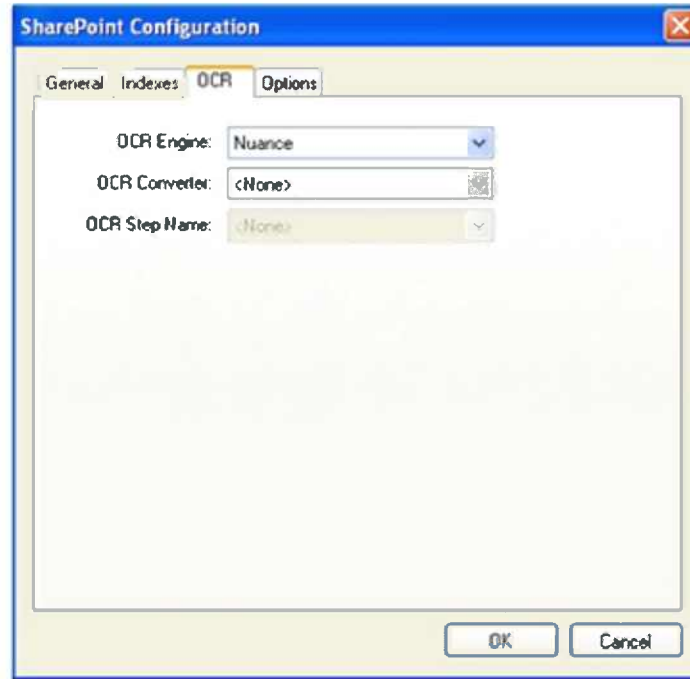 SharePoint Configuration
General Indexes OCR Options
OCR Engine: Nuance
OCR Converter: <None>
OCR Step Name: <None>
OK Cancel